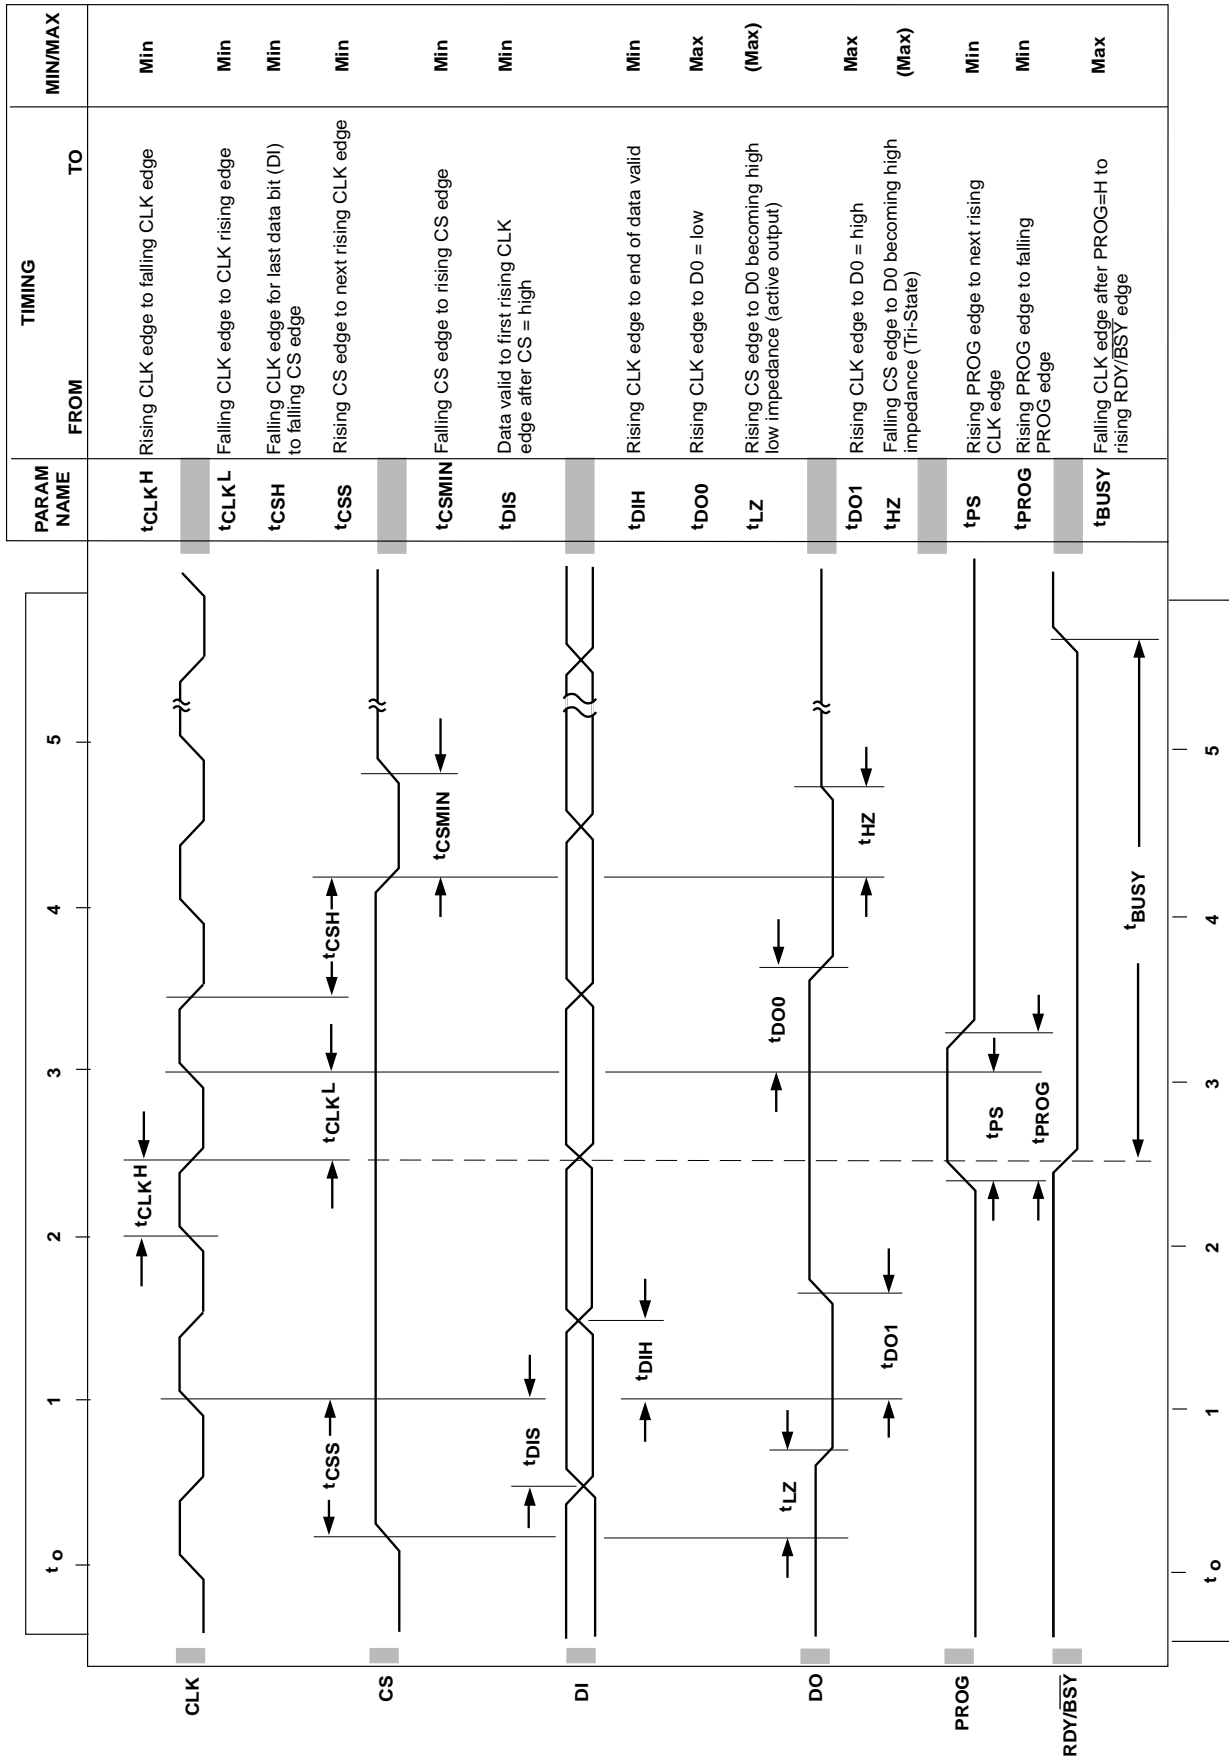 t o 1 2 3 4 5
PARAM NAME
TIMING
FROM TO
MIN/MAX
CLK
tCLKH
tCLKH Rising CLK edge to falling CLK edge Min
tCLKL Falling CLK edge to CLK rising edge Min
tCSH Falling CLK edge for last data bit (DI)
to falling CS edge Min
tCSS Rising CS edge to next rising CLK edge Min
tCSS
tCLKL
tCSH
CS
tCSMIN
tCSMIN Falling CS edge to rising CS edge Min
tDIS
tDIS Data valid to first rising CLK
edge after CS = high Min
DI
tDIH
tDIH Rising CLK edge to end of data valid Min
tDO0 Rising CLK edge to D0 = low Max
tLZ Rising CS edge to D0 becoming high
low impedance (active output) (Max)
tLZ
tDO0
DO
tDO1
tHZ
tDO1 Rising CLK edge to D0 = high Max
tHZ Falling CS edge to D0 becoming high
impedance (Tri-State) (Max)
PROG
tPS
tPROG
tPS Rising PROG edge to next rising
CLK edge Min
tPROG Rising PROG edge to falling
PROG edge Min
RDY/BSY
tBUSY
tBUSY Falling CLK edge after PROG=H to
rising RDY/BSY edge Max
t o 1 2 3 4 5